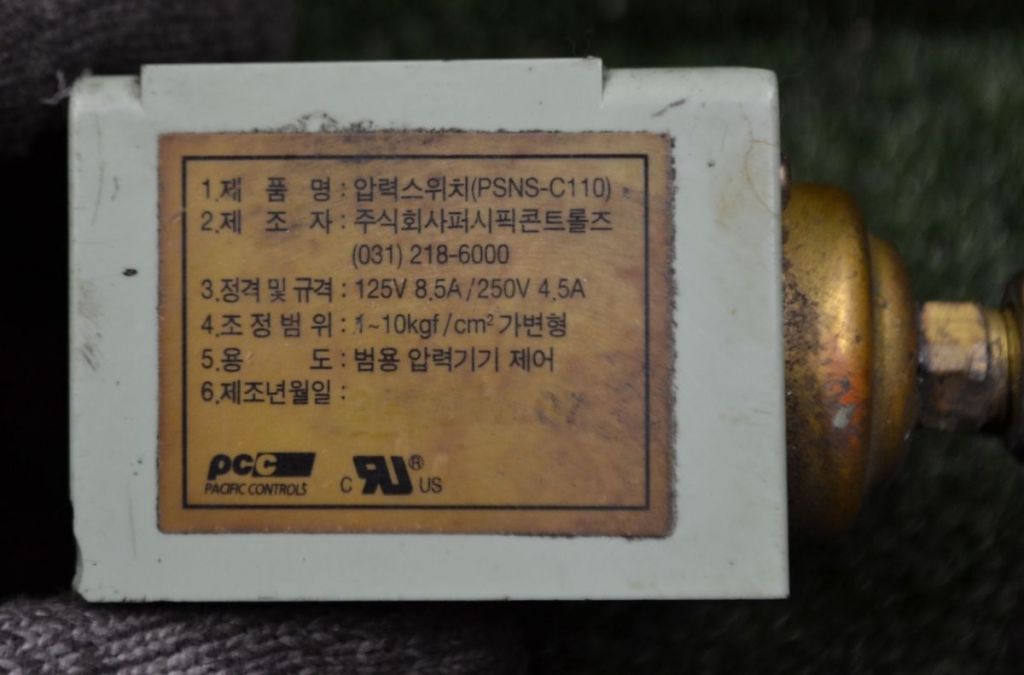 1.제 품 명 : 압력스위치(PSNS-C110)
2.제 조 자 : 주식회사퍼시픽콘트롤즈
(031) 218-6000
3.정격 및 규격 : 125V 8.5A/250V 4.5A
4.조정범위 : 1~10kgf/cm² 가변형
5.용 도 : 범용 압력기기 제어
6.제조년월일 :
pcc
PACIFIC CONTROLS
C RU® US